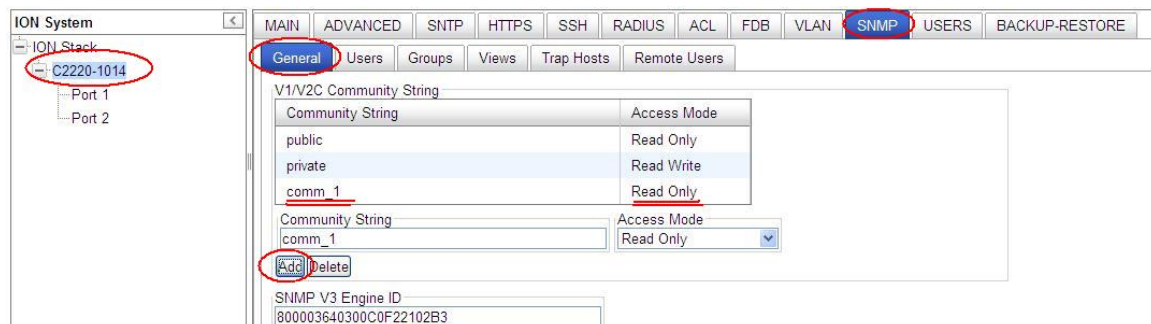 ION System <
MAIN ADVANCED SNTP HTTPS SSH RADIUS ACL FDB VLAN SNMP USERS BACKUP-RESTORE
ION Stack
C2220-1014
Port 1
Port 2
General Users Groups Views Trap Hosts Remote Users
V1/V2C Community String
Community String Access Mode
public Read Only
private Read Write
comm_1 Read Only
Community String Access Mode
comm_1 Read Only
Add Delete
SNMP V3 Engine ID
800003640300C0F22102B3